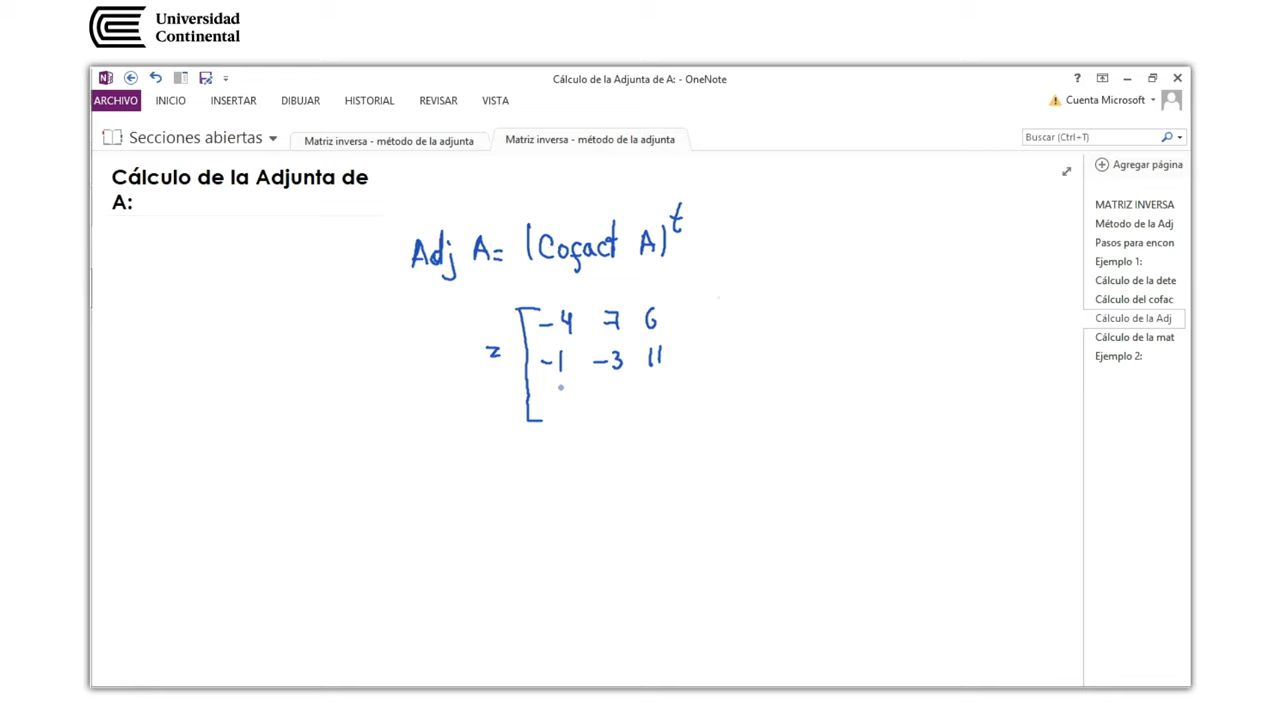 Universidad
Continental
Cálculo de la Adjunta de A: - OneNote
?
ARCHIVO INICIO INSERTAR DIBUJAR HISTORIAL REVISAR VISTA
Cuenta Microsoft
Secciones abiertas
Matriz inversa - método de la adjunta
Matriz inversa - método de la adjunta
Buscar (Ctrl+T)
Cálculo de la Adjunta de
A:
Adj A= (Cofact A)^t
= [ -4 7 6
-1 -3 11
Agregar página
MATRIZ INVERSA
Método de la Adj
Pasos para encon
Ejemplo 1:
Cálculo de la dete
Cálculo del cofac
Cálculo de la Adj
Cálculo de la mat
Ejemplo 2: